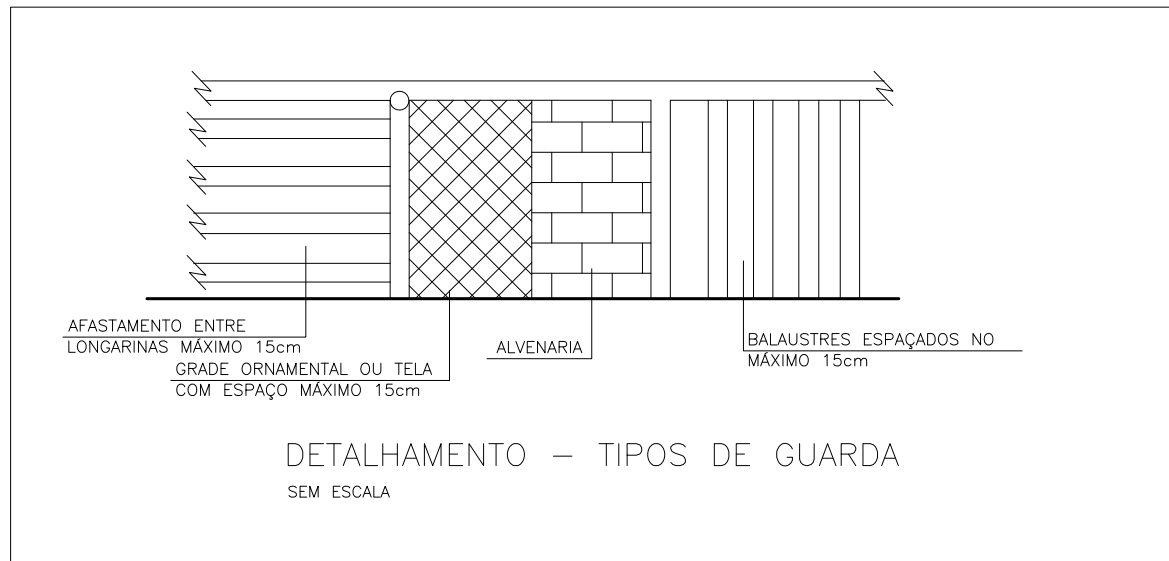 AFASTAMENTO ENTRE
LONGARINAS MÁXIMO 15cm
GRADE ORNAMENTAL OU TELA
COM ESPAÇO MÁXIMO 15cm
ALVENARIA
BALAUSTRES ESPAÇADOS NO
MÁXIMO 15cm
DETALHAMENTO – TIPOS DE GUARDA
SEM ESCALA